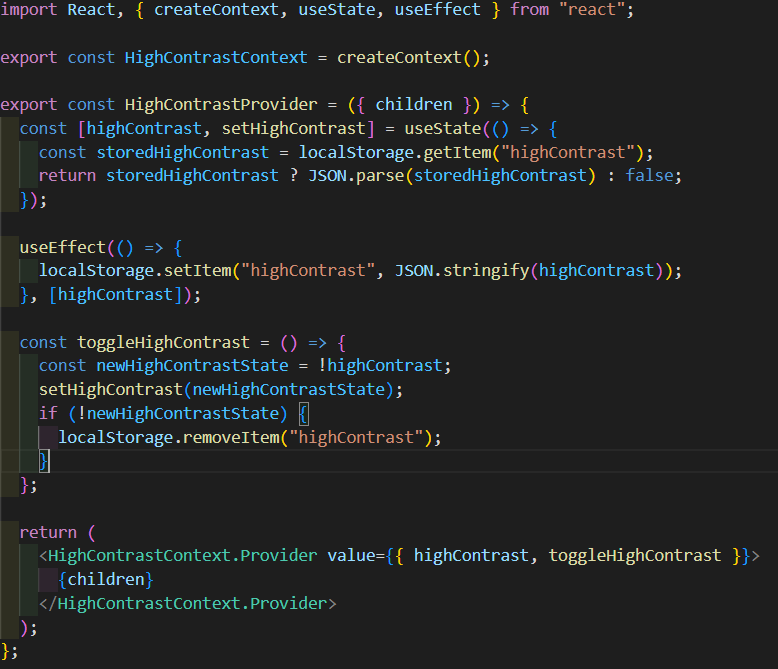 import React, { createContext, useState, useEffect } from "react";

export const HighContrastContext = createContext();

export const HighContrastProvider = ({ children }) => {
  const [highContrast, setHighContrast] = useState(() => {
    const storedHighContrast = localStorage.getItem("highContrast");
    return storedHighContrast ? JSON.parse(storedHighContrast) : false;
  });

  useEffect(() => {
    localStorage.setItem("highContrast", JSON.stringify(highContrast));
  }, [highContrast]);

  const toggleHighContrast = () => {
    const newHighContrastState = !highContrast;
    setHighContrast(newHighContrastState);
    if (!newHighContrastState) {
      localStorage.removeItem("highContrast");
    }
  };

  return (
    <HighContrastContext.Provider value={{ highContrast, toggleHighContrast }}>
      {children}
    </HighContrastContext.Provider>
  );
};